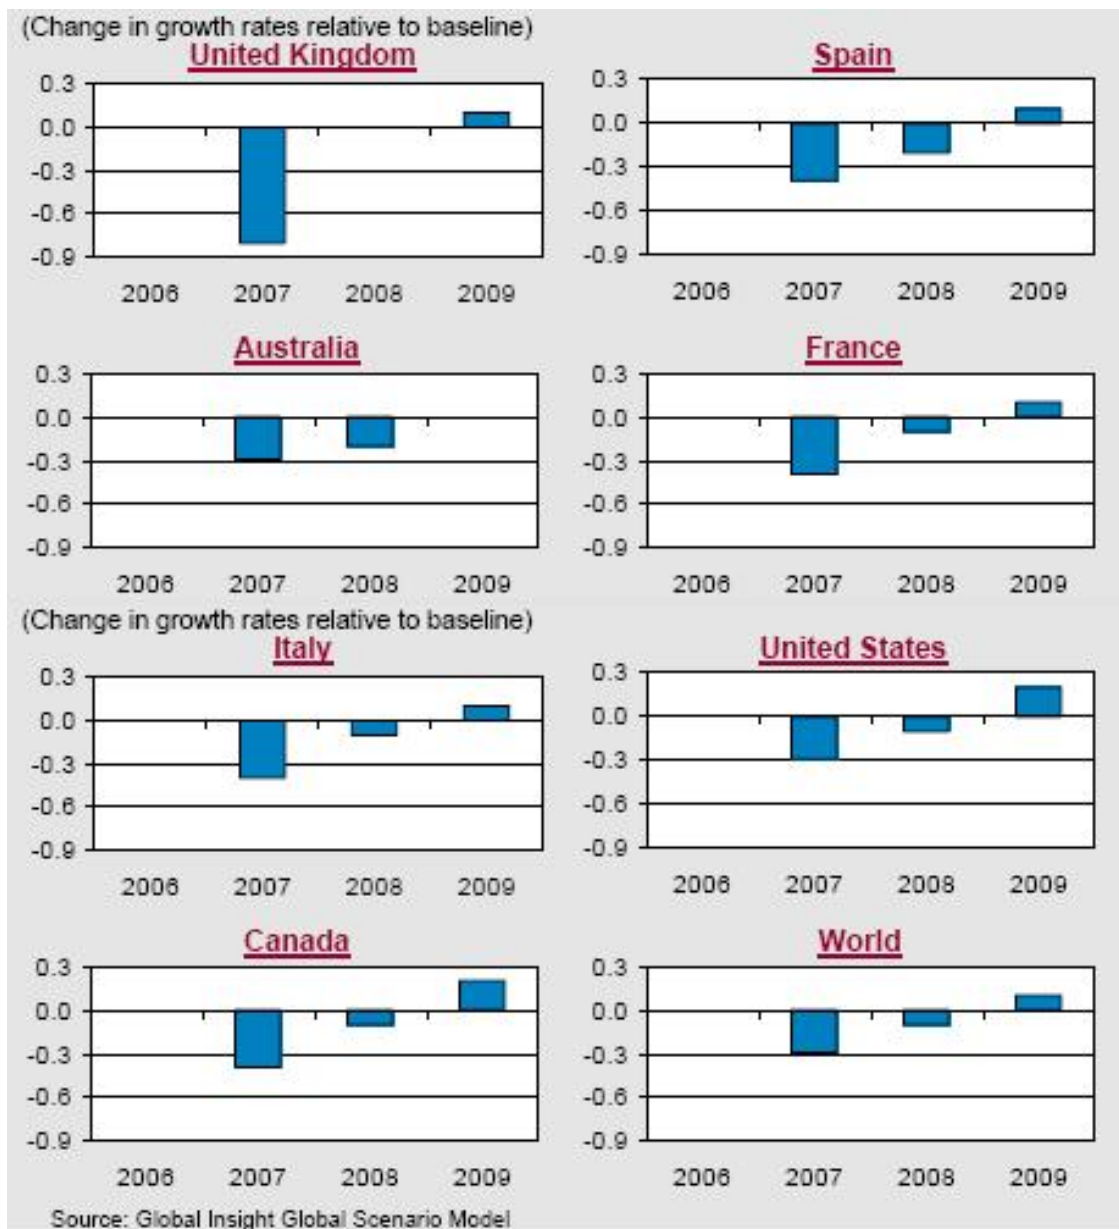 (Change in growth rates relative to baseline)
United Kingdom
0.3
0.0
-0.3
-0.6
-0.9
2006 2007 2008 2009
Spain
0.3
0.0
-0.3
-0.6
-0.9
2006 2007 2008 2009
Australia
0.3
0.0
-0.3
-0.6
-0.9
2006 2007 2008 2009
France
0.3
0.0
-0.3
-0.6
-0.9
2006 2007 2008 2009
(Change in growth rates relative to baseline)
Italy
0.3
0.0
-0.3
-0.6
-0.9
2006 2007 2008 2009
United States
0.3
0.0
-0.3
-0.6
-0.9
2006 2007 2008 2009
Canada
0.3
0.0
-0.3
-0.6
-0.9
2006 2007 2008 2009
World
0.3
0.0
-0.3
-0.6
-0.9
2006 2007 2008 2009
Source: Global Insight Global Scenario Model